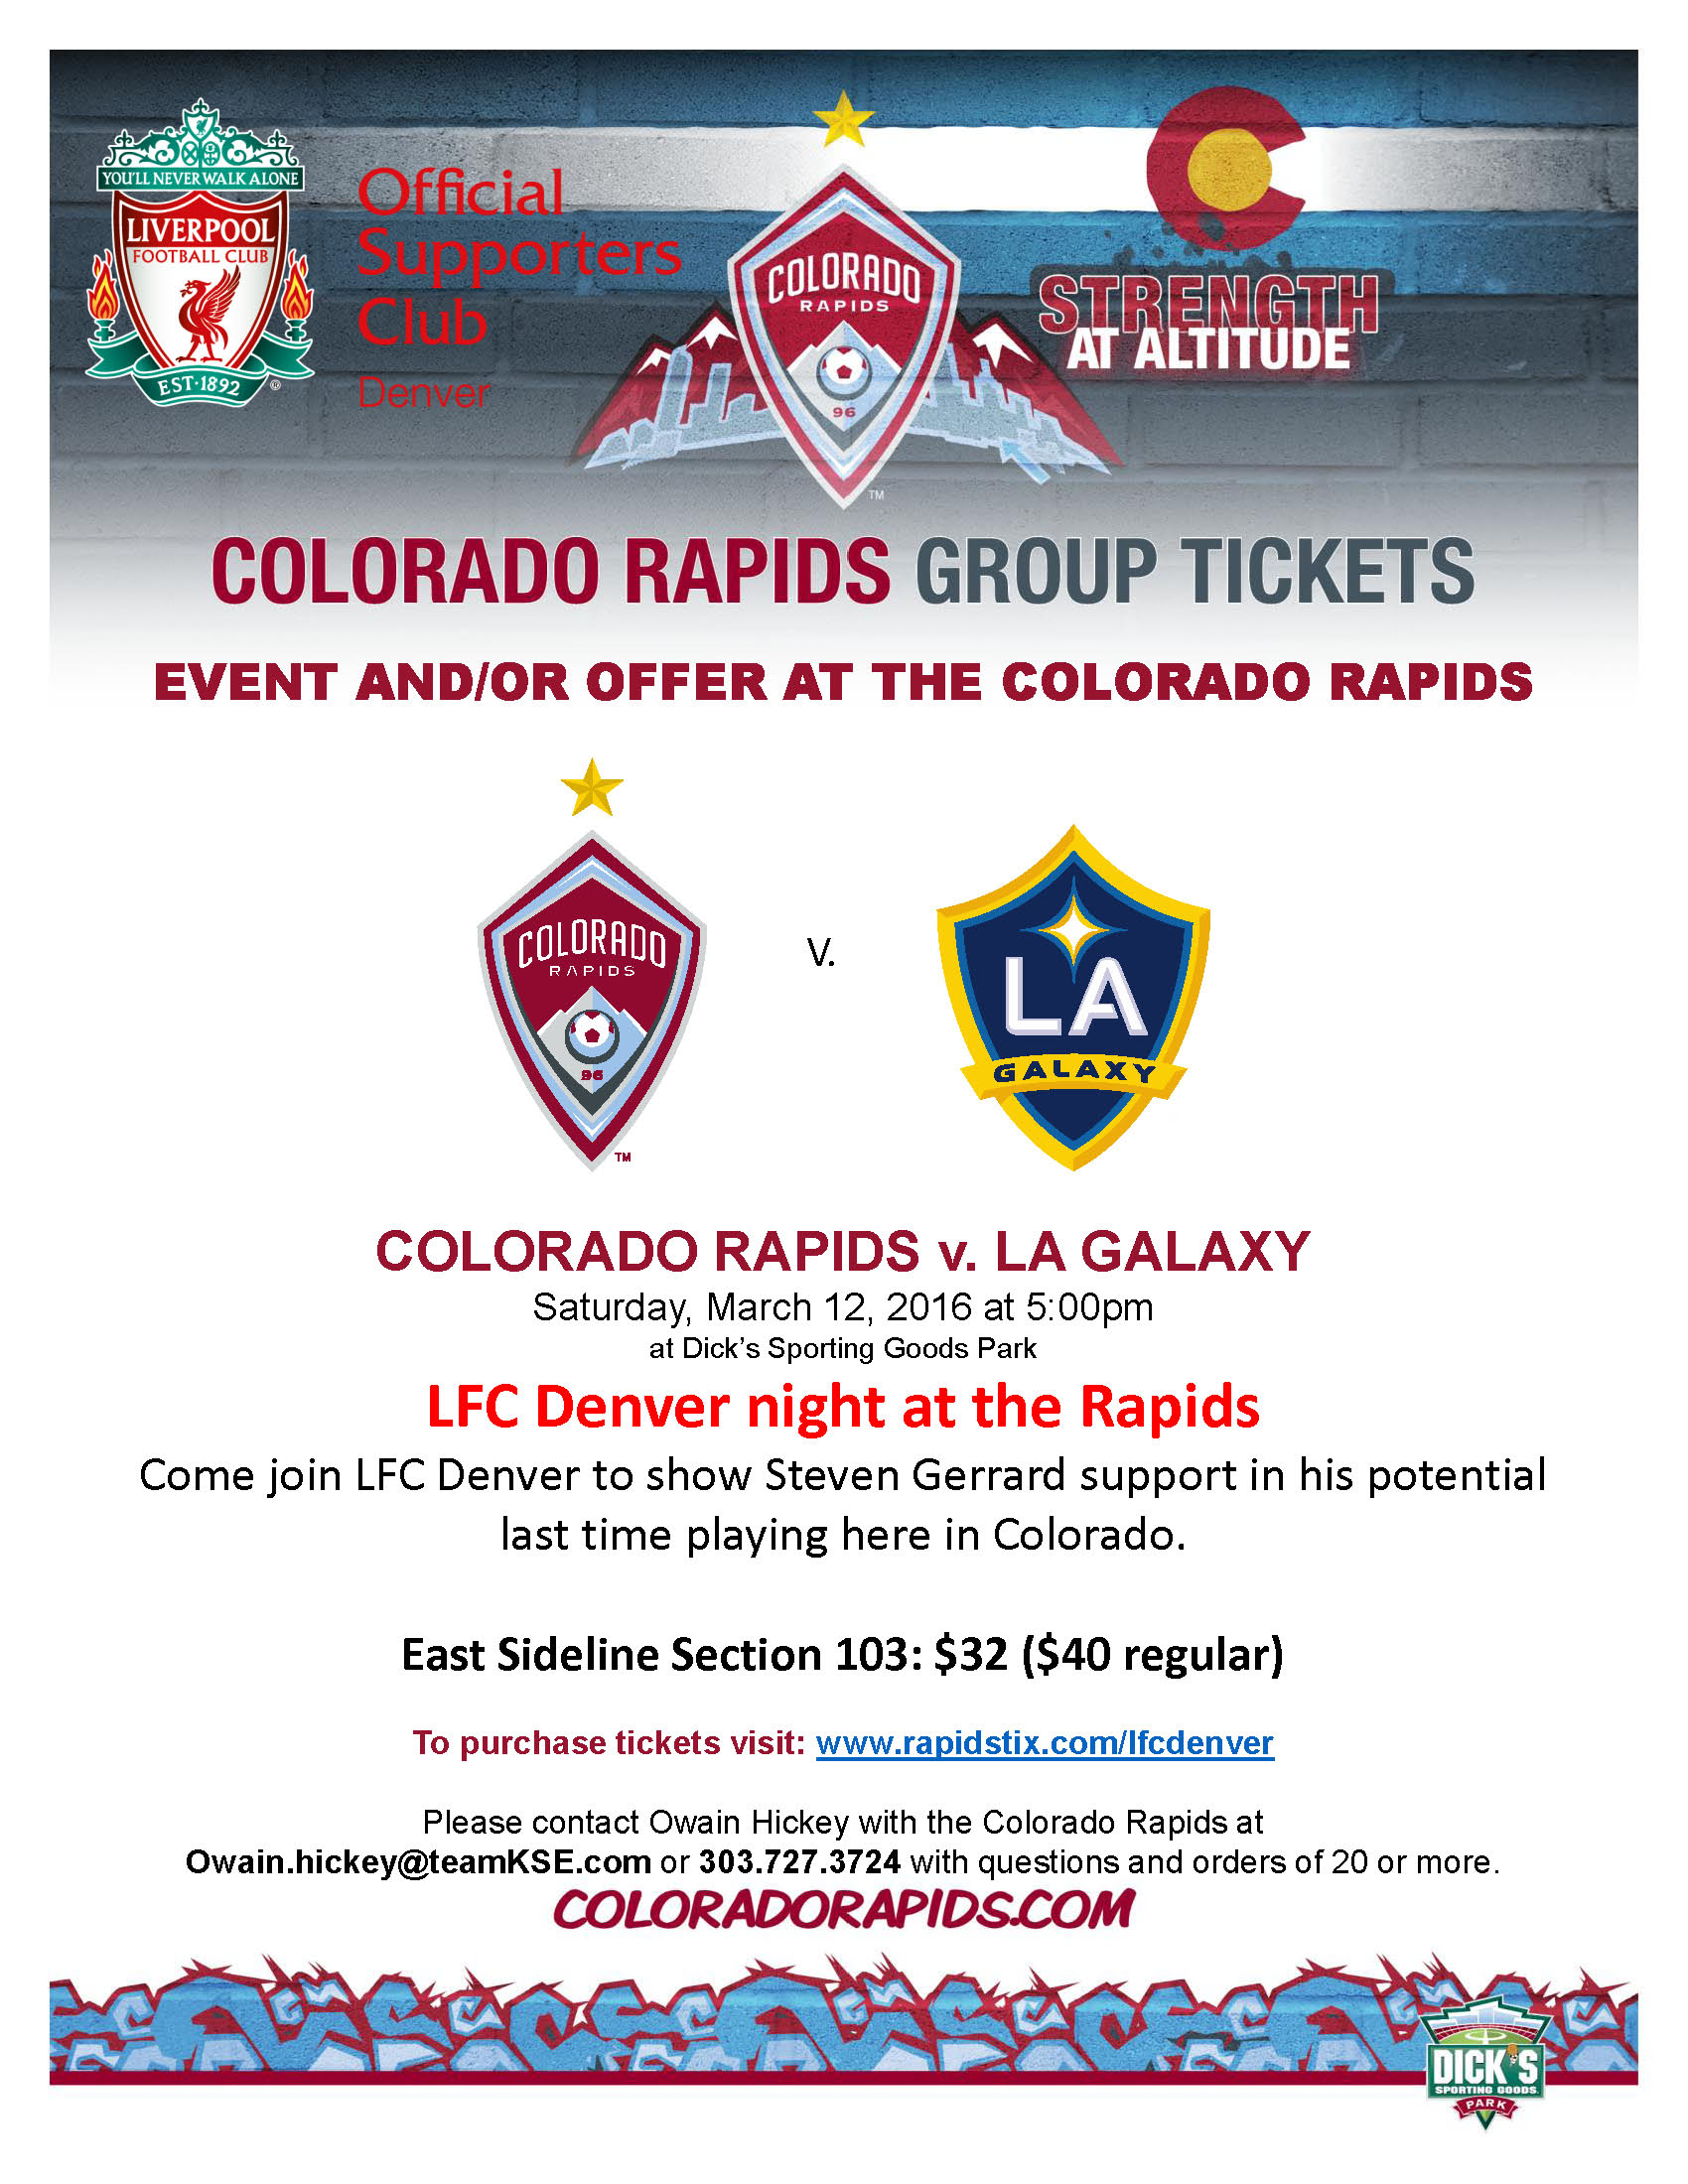 YOU'LL NEVER WALK ALONE
LIVERPOOL
FOOTBALL CLUB
EST·1892
®
Official
Supporters
Club
Denver
COLORADO
RAPIDS
96
TM
STRENGTH
AT ALTITUDE
COLORADO RAPIDS GROUP TICKETS
EVENT AND/OR OFFER AT THE COLORADO RAPIDS
COLORADO
RAPIDS
96
TM
v.
LA
GALAXY
COLORADO RAPIDS v. LA GALAXY
Saturday, March 12, 2016 at 5:00pm
at Dick's Sporting Goods Park
LFC Denver night at the Rapids
Come join LFC Denver to show Steven Gerrard support in his potential
last time playing here in Colorado.
East Sideline Section 103: $32 ($40 regular)
To purchase tickets visit: www.rapidstix.com/lfcdenver
Please contact Owain Hickey with the Colorado Rapids at
Owain.hickey@teamKSE.com or 303.727.3724 with questions and orders of 20 or more.
COLORADORAPIDS.COM
DICK'S
SPORTING GOODS
PARK